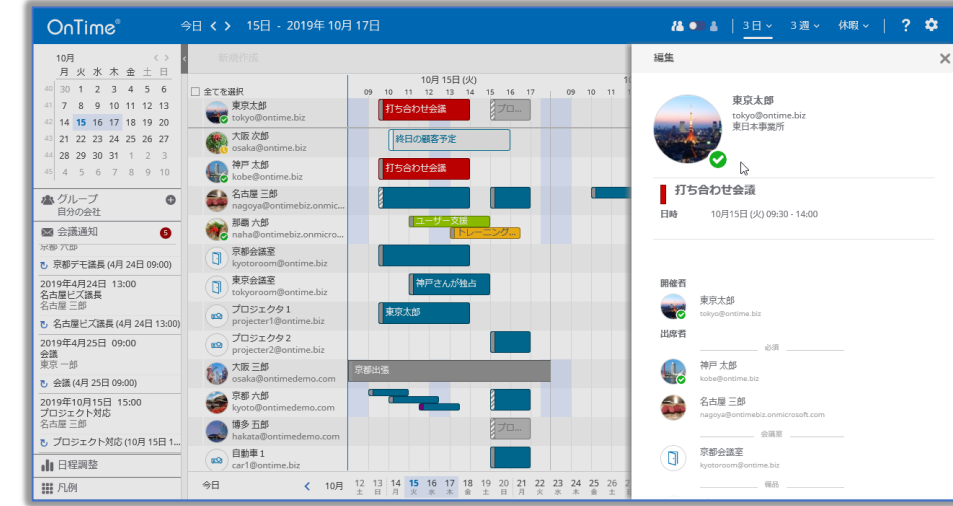 OnTime®
今日 < > 15日 - 2019年 10月 17日
3日
3週
休暇
?
10月 < >
月 火 水 木 金 土 日
40 30 1 2 3 4 5 6
41 7 8 9 10 11 12 13
42 14 15 16 17 18 19 20
43 21 22 23 24 25 26 27
44 28 29 30 31 1 2 3
45 4 5 6 7 8 9 10
グループ
自分の会社
会議通知 5
京都 六郎
京都デモ議長 (4月 24日 09:00)
2019年4月24日 13:00
名古屋ビズ議長
名古屋 三郎
名古屋ビズ議長 (4月 24日 13:00)
2019年4月25日 09:00
会議
東京 一郎
会議 (4月 25日 09:00)
2019年10月15日 15:00
プロジェクト対応
名古屋 三郎
プロジェクト対応 (10月 15日 1...
日程調整
凡例
新規作成
10月 15日 (火)
全てを選択
09 10 11 12 13 14 15 16 17 09 10 11
東京太郎
tokyo@ontime.biz
打ち合わせ会議
プロ...
大阪 次郎
osaka@ontime.biz
終日の顧客予定
神戸 太郎
kobe@ontime.biz
打ち合わせ会議
名古屋 三郎
nagoya@ontimebiz.onmic...
那覇 六郎
naha@ontimebiz.onmicro...
ユーザー支援
トレーニング...
京都会議室
kyotoroom@ontime.biz
東京会議室
tokyoroom@ontime.biz
神戸さんが独占
プロジェクタ 1
projecter1@ontime.biz
東京太郎
プロジェクタ 2
projecter2@ontime.biz
大阪 三郎
osaka@ontimedemo.com
京都出張
京都 六郎
kyoto@ontimedemo.com
博多 五郎
hakata@ontimedemo.com
プロ...
自動車 1
car1@ontime.biz
今日 < 10月 12 13 14 15 16 17 18 19 20 21 22 23 24 25 26
土 日 月 火 水 木 金 土 日 月 火 水 木 金 土
編集
東京太郎
tokyo@ontime.biz
東日本事業所
打ち合わせ会議
日時 10月15日 (火) 09:30 - 14:00
開催者
東京太郎
tokyo@ontime.biz
出席者
必須
神戸 太郎
kobe@ontime.biz
名古屋 三郎
nagoya@ontimebiz.onmicrosoft.com
会議室
京都会議室
kyotoroom@ontime.biz
備品